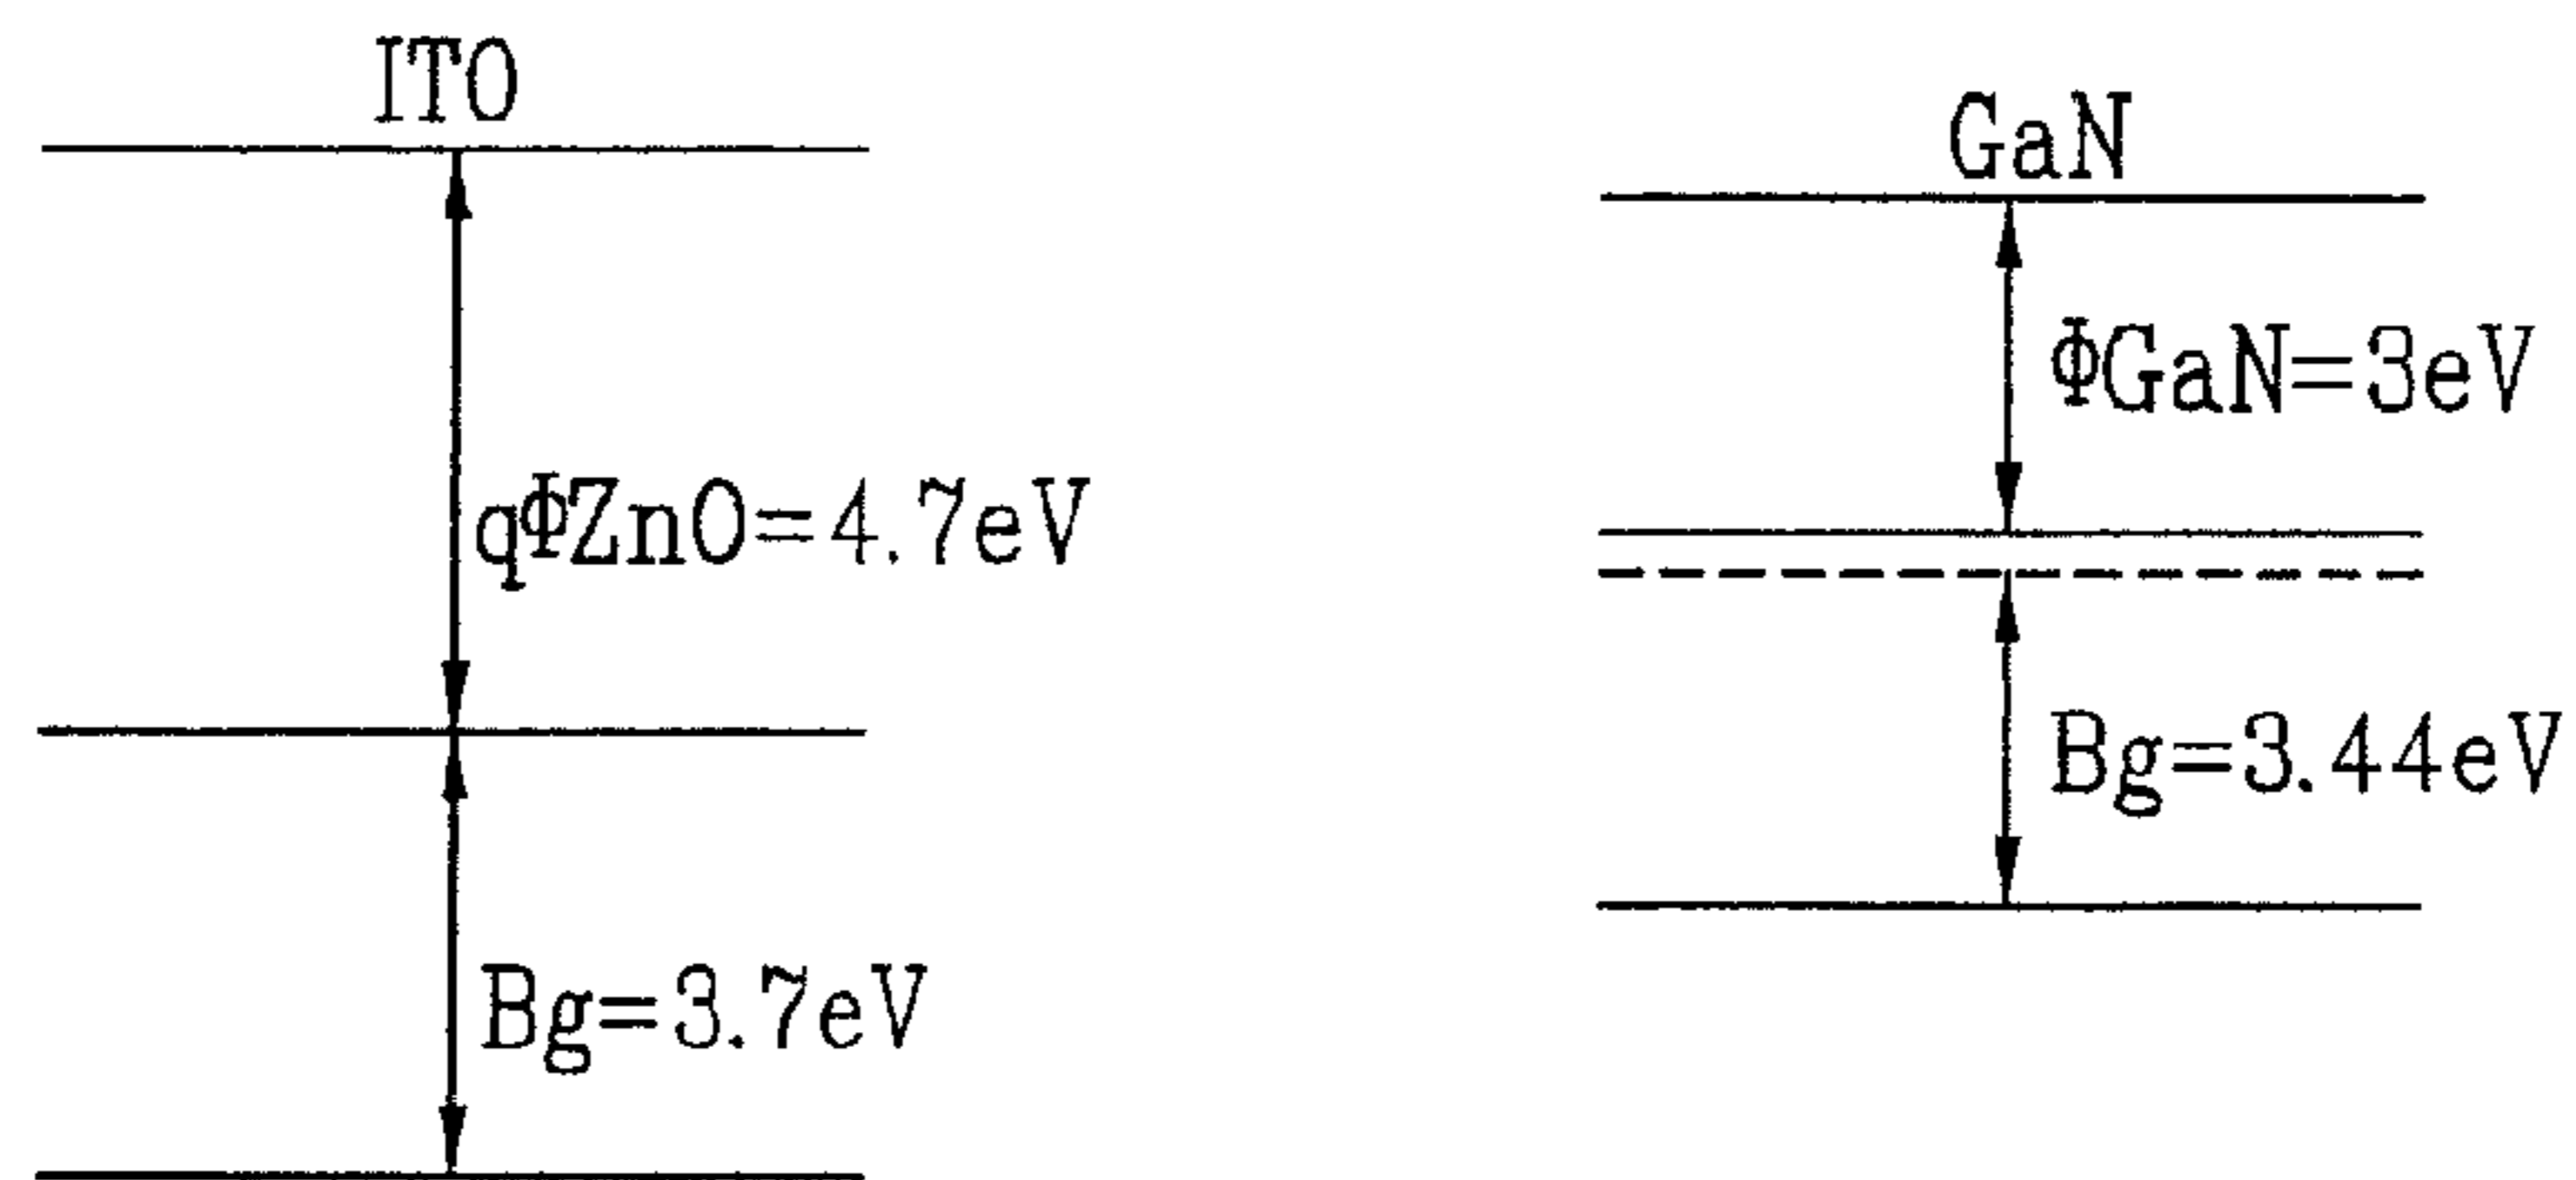 ITO
GaN
ΦGaN=3eV
qΦZnO=4.7eV
Bg=3.44eV
Bg=3.7eV